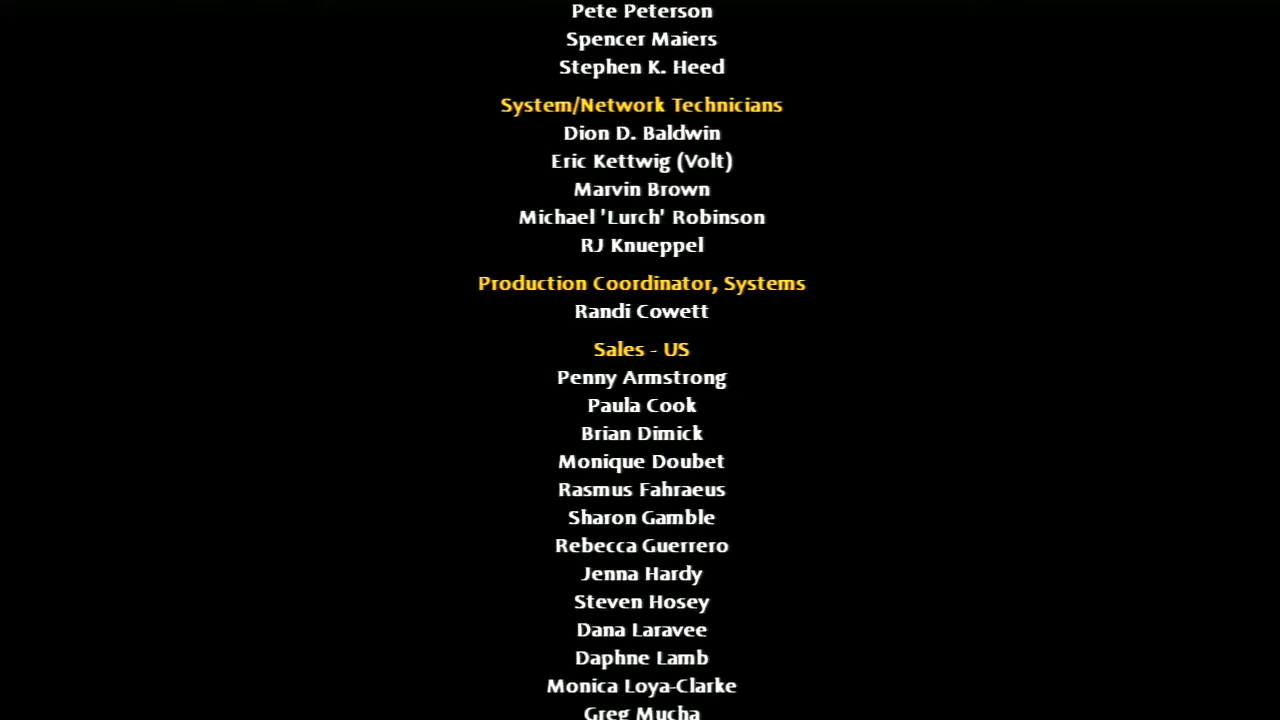 Pete Peterson
Spencer Maiers
Stephen K. Heed
System/Network Technicians
Dion D. Baldwin
Eric Kettwig (Volt)
Marvin Brown
Michael 'Lurch' Robinson
RJ Knueppel
Production Coordinator, Systems
Randi Cowett
Sales - US
Penny Armstrong
Paula Cook
Brian Dimick
Monique Doubet
Rasmus Fahraeus
Sharon Gamble
Rebecca Guerrero
Jenna Hardy
Steven Hosey
Dana Laravee
Daphne Lamb
Monica Loya-Clarke
Greg Mucha